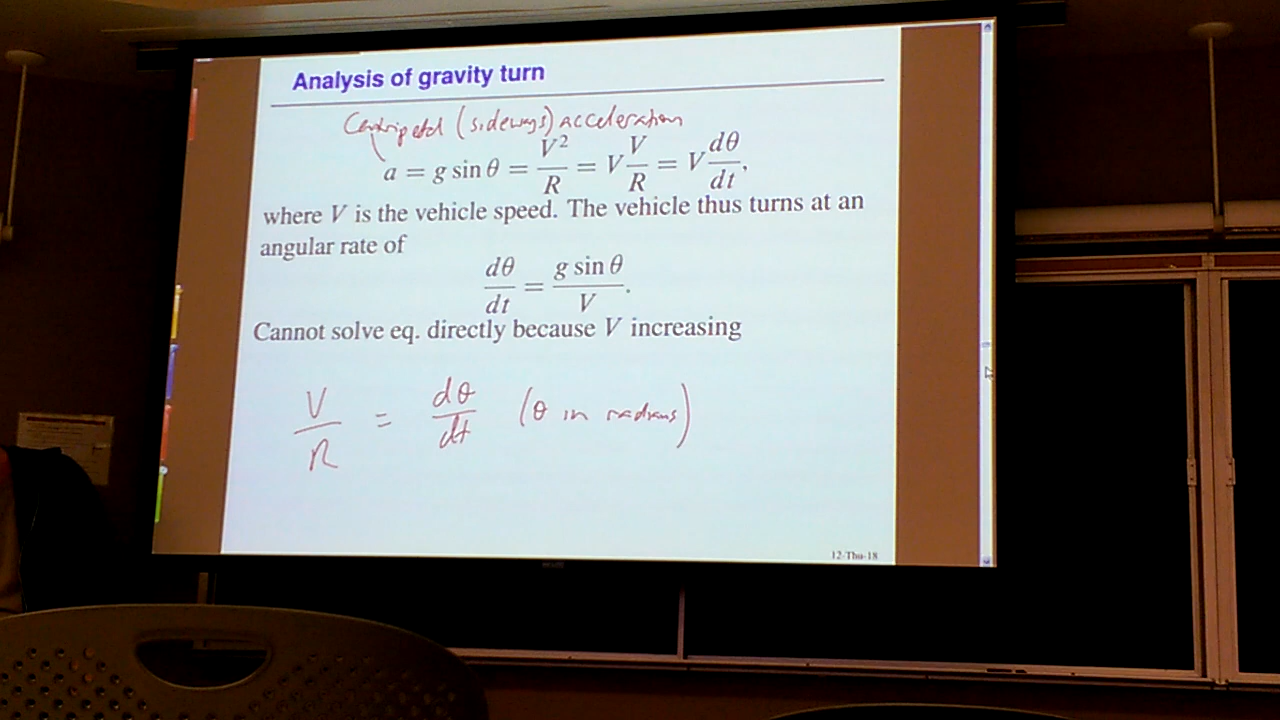 Analysis of gravity turn
Centripetal (sideways) acceleration
a = g sin θ = V²/R = V V/R = V dθ/dt,
where V is the vehicle speed. The vehicle thus turns at an
angular rate of
dθ/dt = g sin θ/V.
Cannot solve eq. directly because V increasing
V/R = dθ/dt (θ in radians)
12-Thu-18